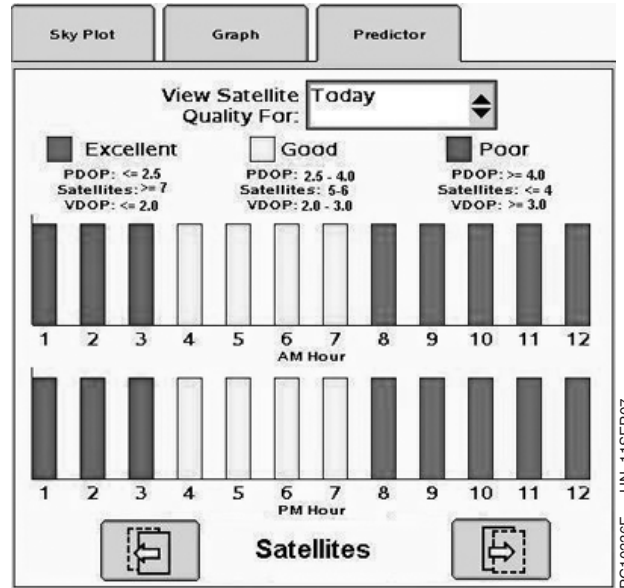 Sky Plot Graph Predictor
View Satellite Today
Quality For:
Excellent Good Poor
PDOP: <= 2.5 PDOP: 2.5 - 4.0 PDOP: >= 4.0
Satellites: >= 7 Satellites: 5-6 Satellites: <= 4
VDOP: <= 2.0 VDOP: 2.0 - 3.0 VDOP: >= 3.0
1 2 3 4 5 6 7 8 9 10 11 12
AM Hour
1 2 3 4 5 6 7 8 9 10 11 12
PM Hour
Satellites